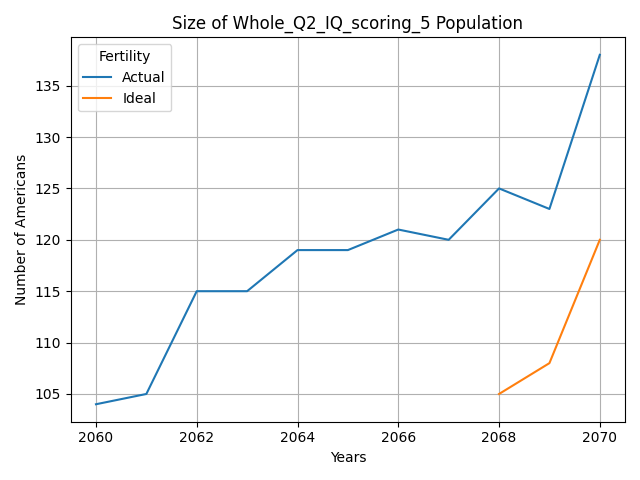 Size of Whole_Q2_IQ_scoring_5 Population
Fertility
Actual
Ideal
Number of Americans
135
130
125
120
115
110
105
2060 2062 2064 2066 2068 2070
Years